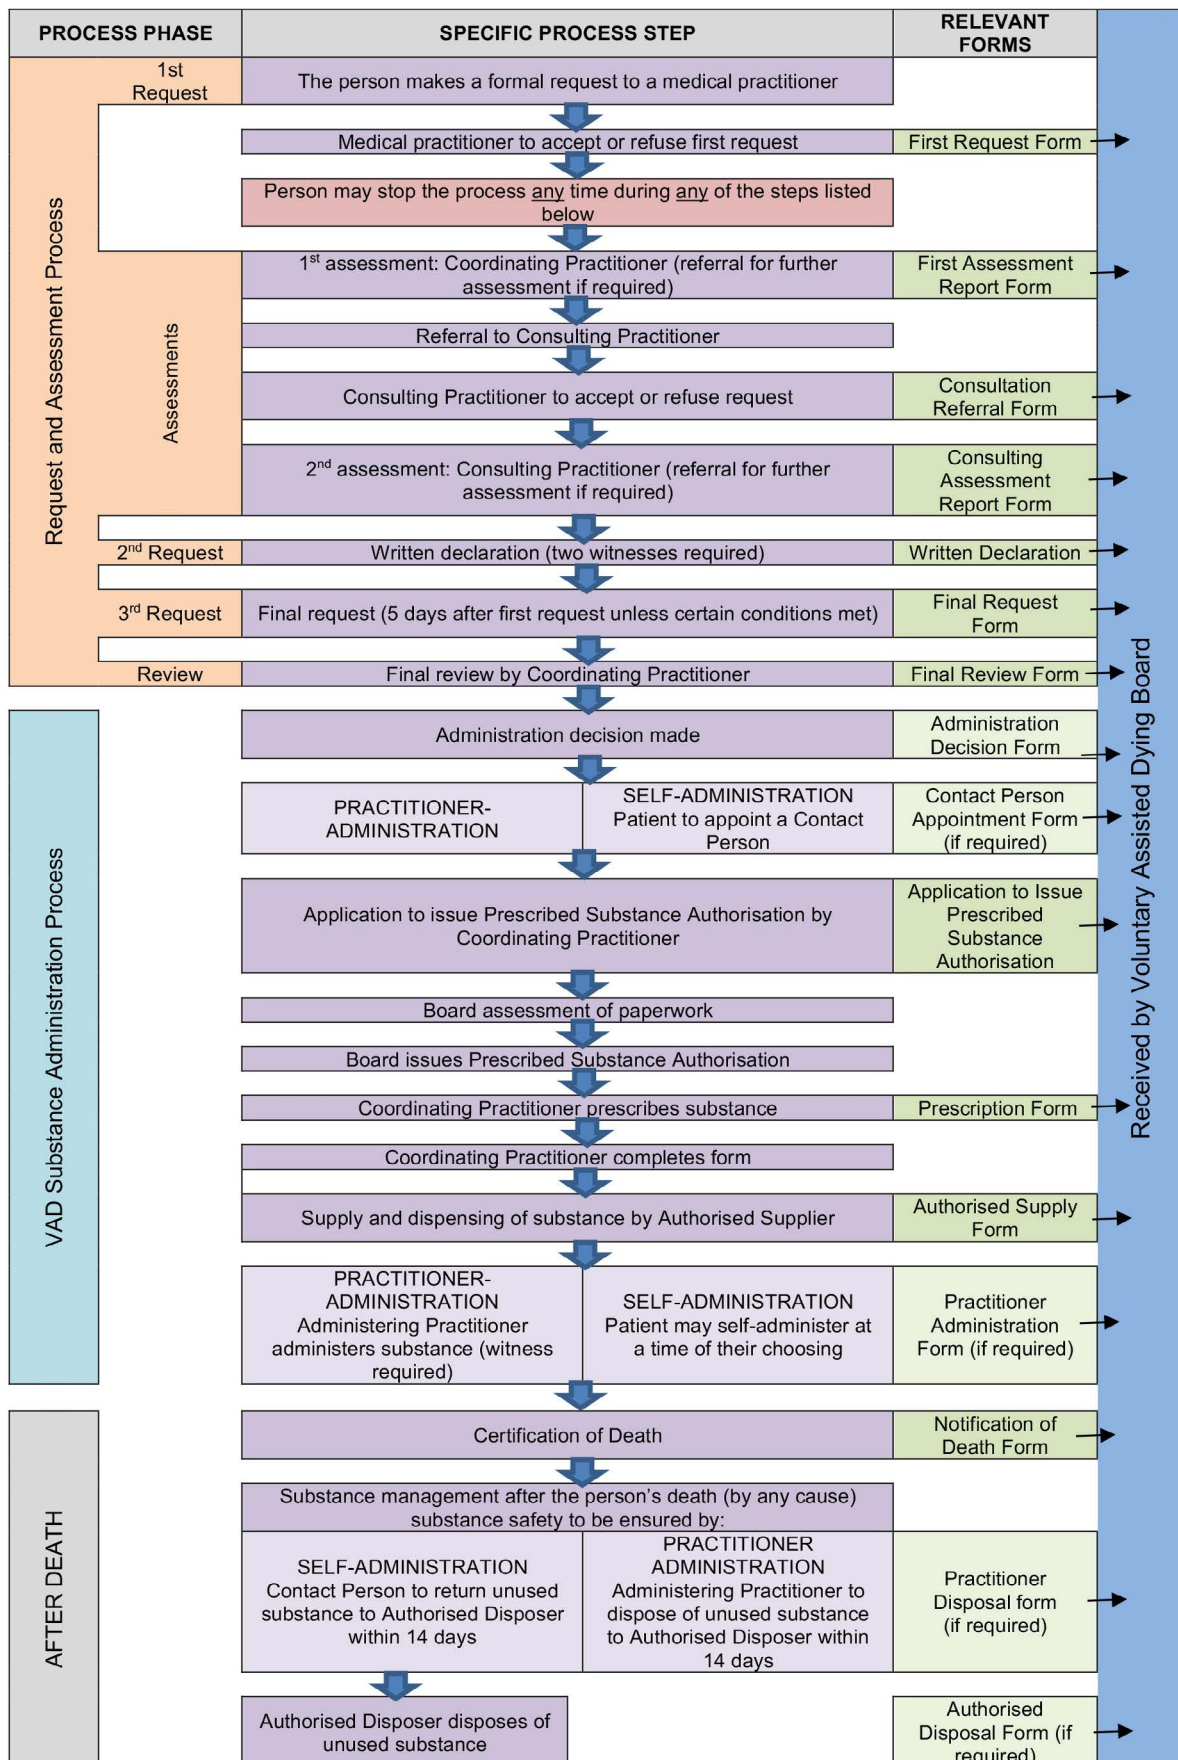 PROCESS PHASE
SPECIFIC PROCESS STEP
RELEVANT
FORMS
1st
Request
The person makes a formal request to a medical practitioner
Medical practitioner to accept or refuse first request
First Request Form
Person may stop the process any time during any of the steps listed
below
Request and Assessment Process
Assessments
1st assessment: Coordinating Practitioner (referral for further
assessment if required)
First Assessment
Report Form
Referral to Consulting Practitioner
Consulting Practitioner to accept or refuse request
Consultation
Referral Form
2nd assessment: Consulting Practitioner (referral for further
assessment if required)
Consulting
Assessment
Report Form
2nd Request
Written declaration (two witnesses required)
Written Declaration
3rd Request
Final request (5 days after first request unless certain conditions met)
Final Request
Form
Review
Final review by Coordinating Practitioner
Final Review Form
Received by Voluntary Assisted Dying Board
VAD Substance Administration Process
Administration decision made
Administration
Decision Form
PRACTITIONER-
ADMINISTRATION
SELF-ADMINISTRATION
Patient to appoint a Contact
Person
Contact Person
Appointment Form
(if required)
Application to issue Prescribed Substance Authorisation by
Coordinating Practitioner
Application to Issue
Prescribed
Substance
Authorisation
Board assessment of paperwork
Board issues Prescribed Substance Authorisation
Coordinating Practitioner prescribes substance
Prescription Form
Coordinating Practitioner completes form
Supply and dispensing of substance by Authorised Supplier
Authorised Supply
Form
PRACTITIONER-
ADMINISTRATION
Administering Practitioner
administers substance (witness
required)
SELF-ADMINISTRATION
Patient may self-administer at
a time of their choosing
Practitioner
Administration
Form (if required)
AFTER DEATH
Certification of Death
Notification of
Death Form
Substance management after the person’s death (by any cause)
substance safety to be ensured by:
SELF-ADMINISTRATION
Contact Person to return unused
substance to Authorised Disposer
within 14 days
PRACTITIONER
ADMINISTRATION
Administering Practitioner to
dispose of unused substance
to Authorised Disposer within
14 days
Practitioner
Disposal form
(if required)
Authorised Disposer disposes of
unused substance
Authorised
Disposal Form (if
required)